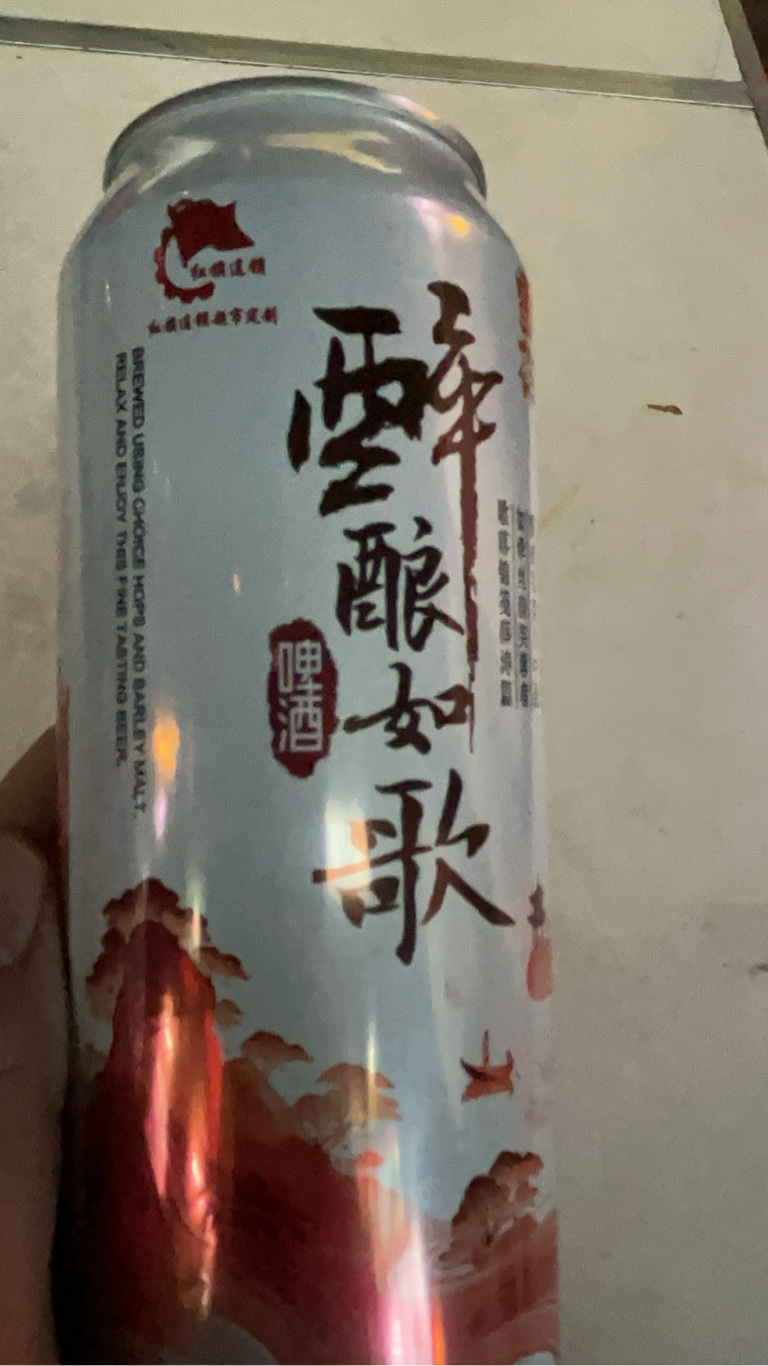 红旗连锁
红旗连锁超市定制
醉
酿
如
歌
啤酒
BREWED USING CHOICE HOPS AND BARLEY MALT.
RELAX AND ENJOY THIS FINE TASTING BEER.